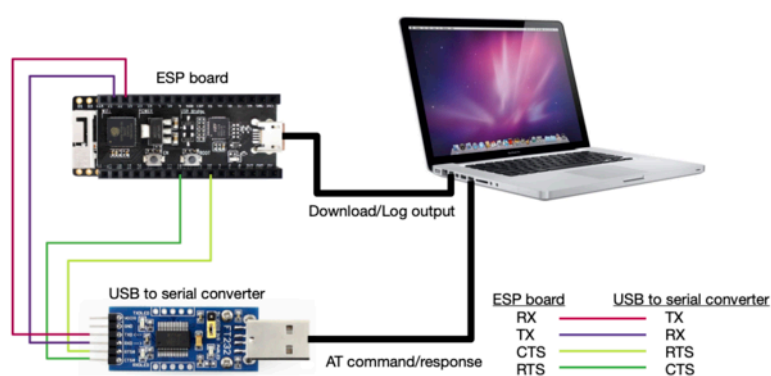 ESP board
Download/Log output
USB to serial converter
FT232
AT command/response
ESP board USB to serial converter
RX TX
TX RX
CTS RTS
RTS CTS